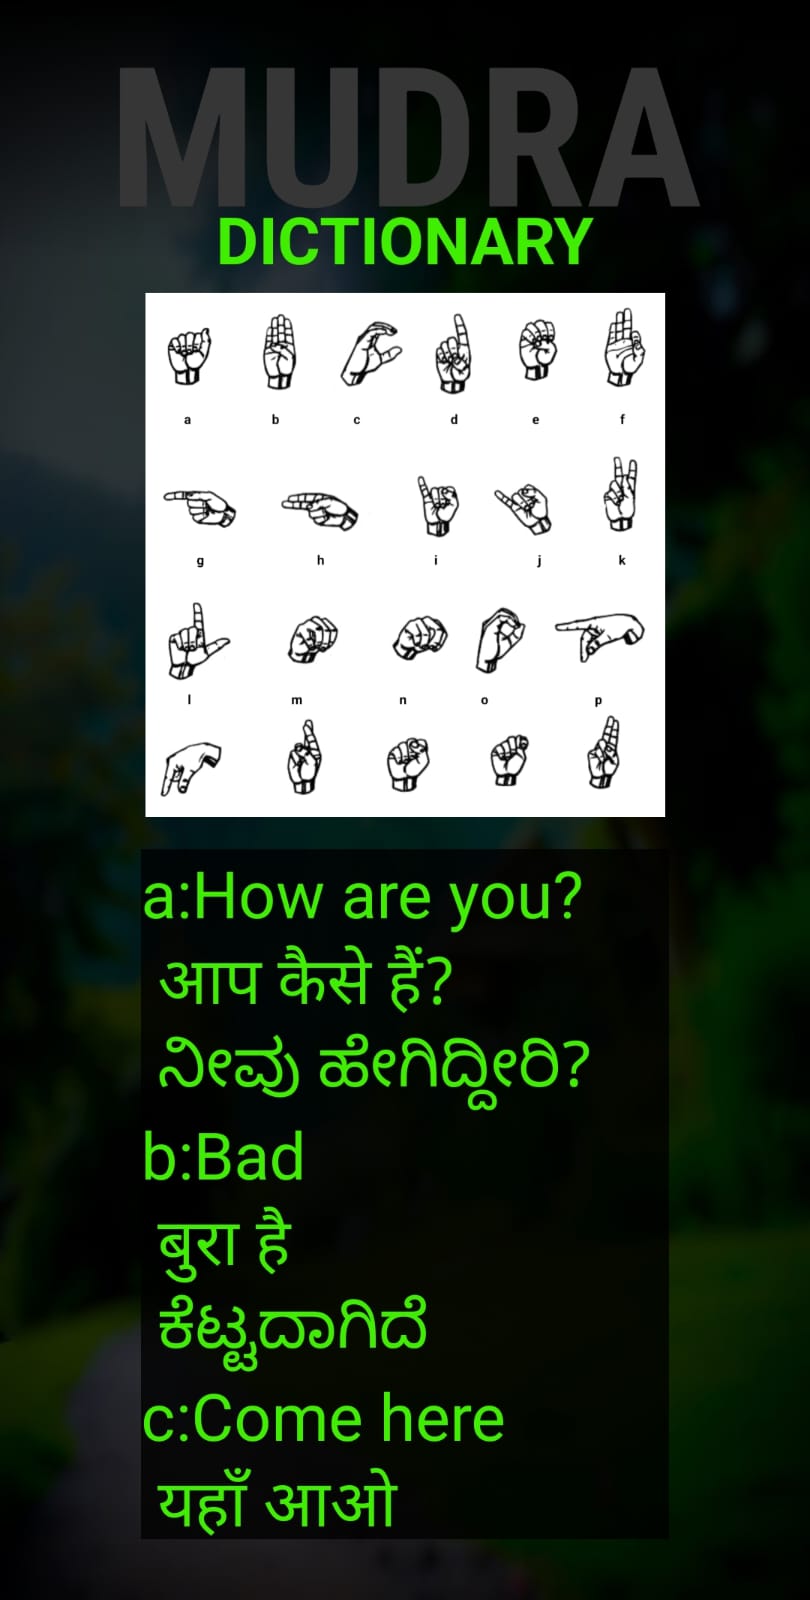 MUDRA
DICTIONARY
a b c d e f
g h i j k
l m n o p
a:How are you?
आप कैसे हैं?
ನೀವು ಹೇಗಿದ್ದೀರಿ?
b:Bad
बुरा है
ಕೆಟ್ಟದಾಗಿದೆ
c:Come here
यहाँ आओ